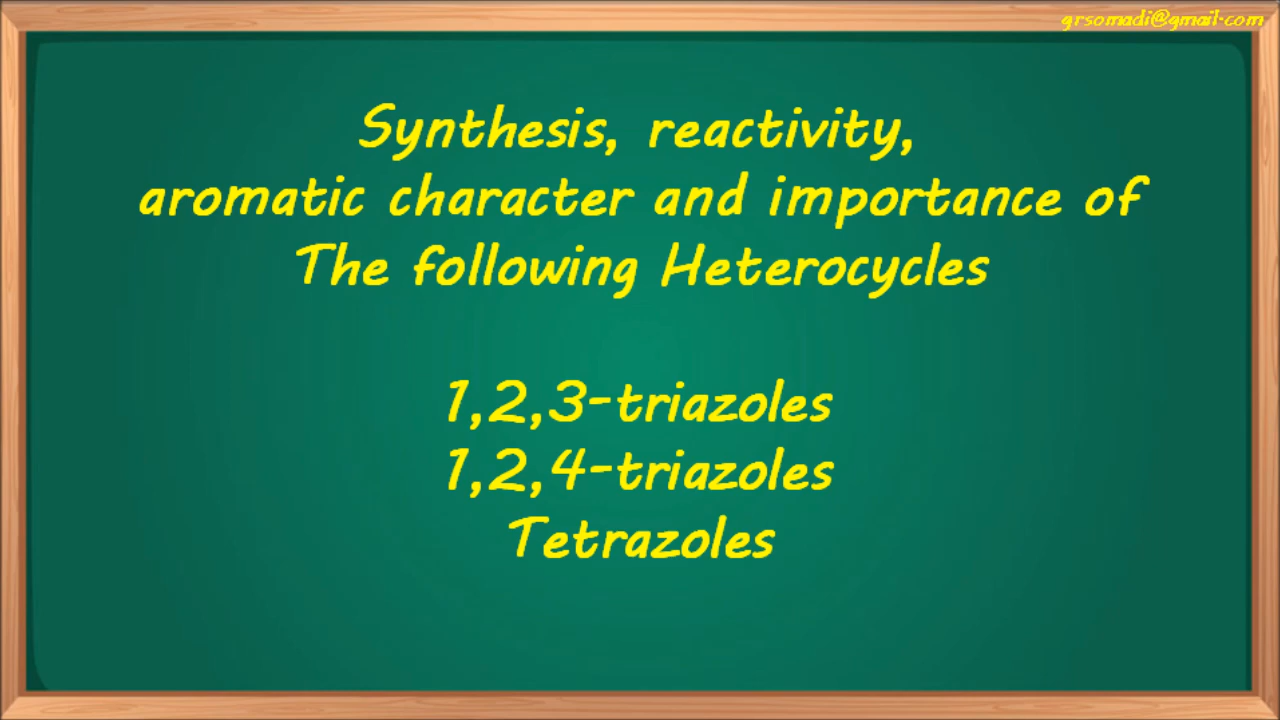 grsomadi@gmail.com
Synthesis, reactivity,
aromatic character and importance of
The following Heterocycles
1,2,3-triazoles
1,2,4-triazoles
Tetrazoles